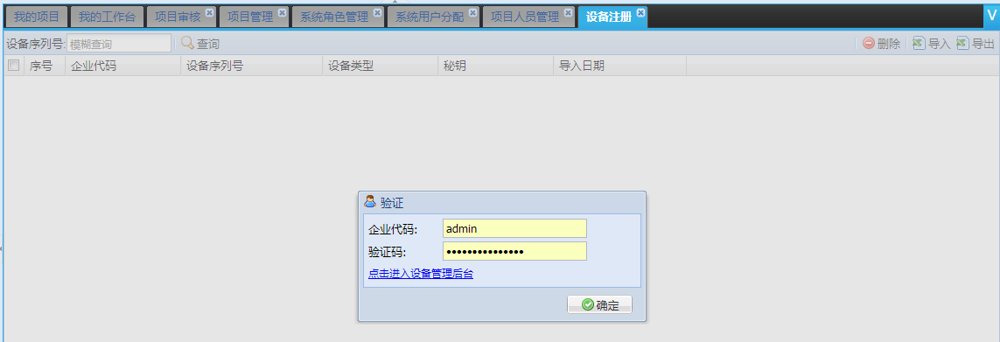 我的项目 我的工作台 项目审核 项目管理 系统角色管理 系统用户分配 项目人员管理 设备注册 V
设备序列号: 模糊查询 查询 删除 导入 导出
序号 企业代码 设备序列号 设备类型 秘钥 导入日期
验证
企业代码: admin
验证码: •••••••••••••••
点击进入设备管理后台
确定